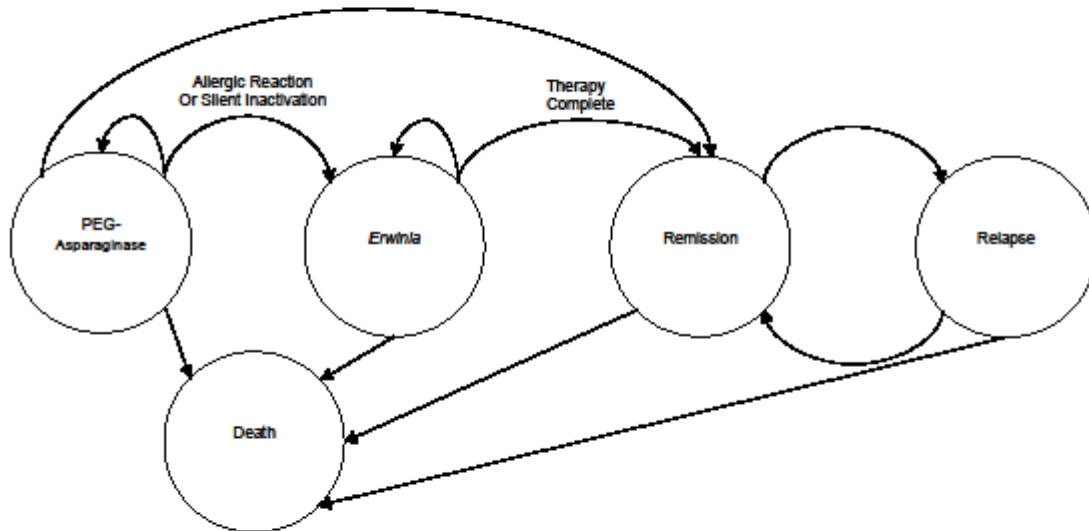 Allergic Reaction
Or Silent Inactivation
Therapy
Complete
PEG-
Asparaginase
Erwinia
Remission
Relapse
Death